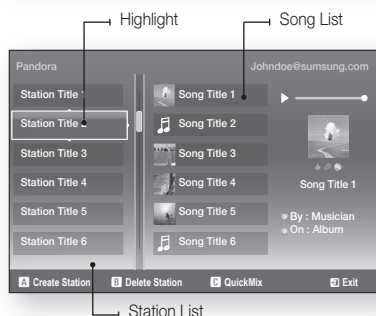 Highlight Song List
Pandora Johndoe@sumsung.com
Station Title 1 Song Title 1
Station Title 2 Song Title 2
Station Title 3 Song Title 3
Station Title 4 Song Title 4
Song Title 1
Station Title 5 Song Title 5
By : Musician
On : Album
Station Title 6 Song Title 6
A Create Station B Delete Station C QuickMix Exit
Station List